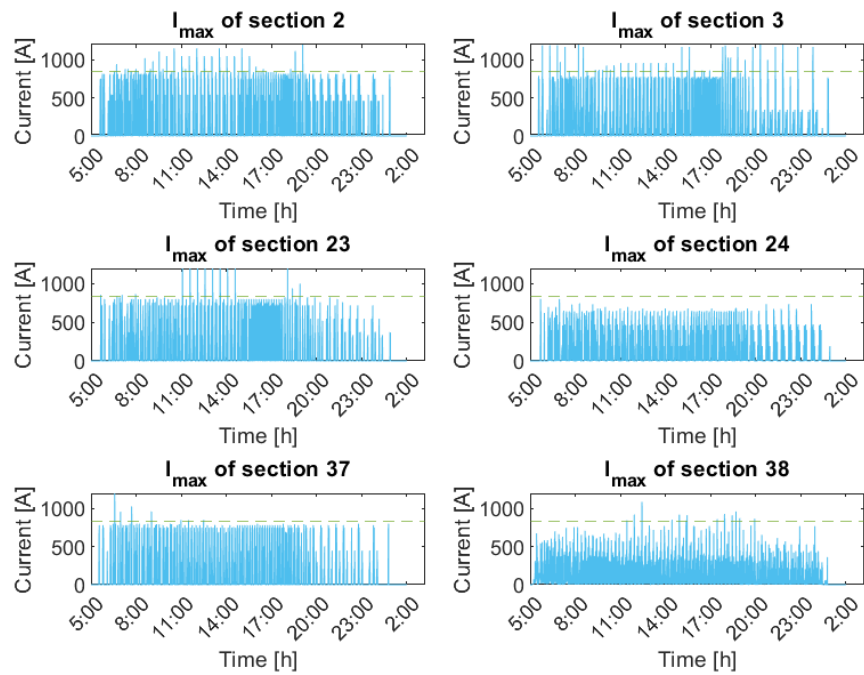 I_max of section 2
Current [A]
1000
500
0
5:00 8:00 11:00 14:00 17:00 20:00 23:00 2:00
Time [h]
I_max of section 3
Current [A]
1000
500
0
5:00 8:00 11:00 14:00 17:00 20:00 23:00 2:00
Time [h]
I_max of section 23
Current [A]
1000
500
0
5:00 8:00 11:00 14:00 17:00 20:00 23:00 2:00
Time [h]
I_max of section 24
Current [A]
1000
500
0
5:00 8:00 11:00 14:00 17:00 20:00 23:00 2:00
Time [h]
I_max of section 37
Current [A]
1000
500
0
5:00 8:00 11:00 14:00 17:00 20:00 23:00 2:00
Time [h]
I_max of section 38
Current [A]
1000
500
0
5:00 8:00 11:00 14:00 17:00 20:00 23:00 2:00
Time [h]